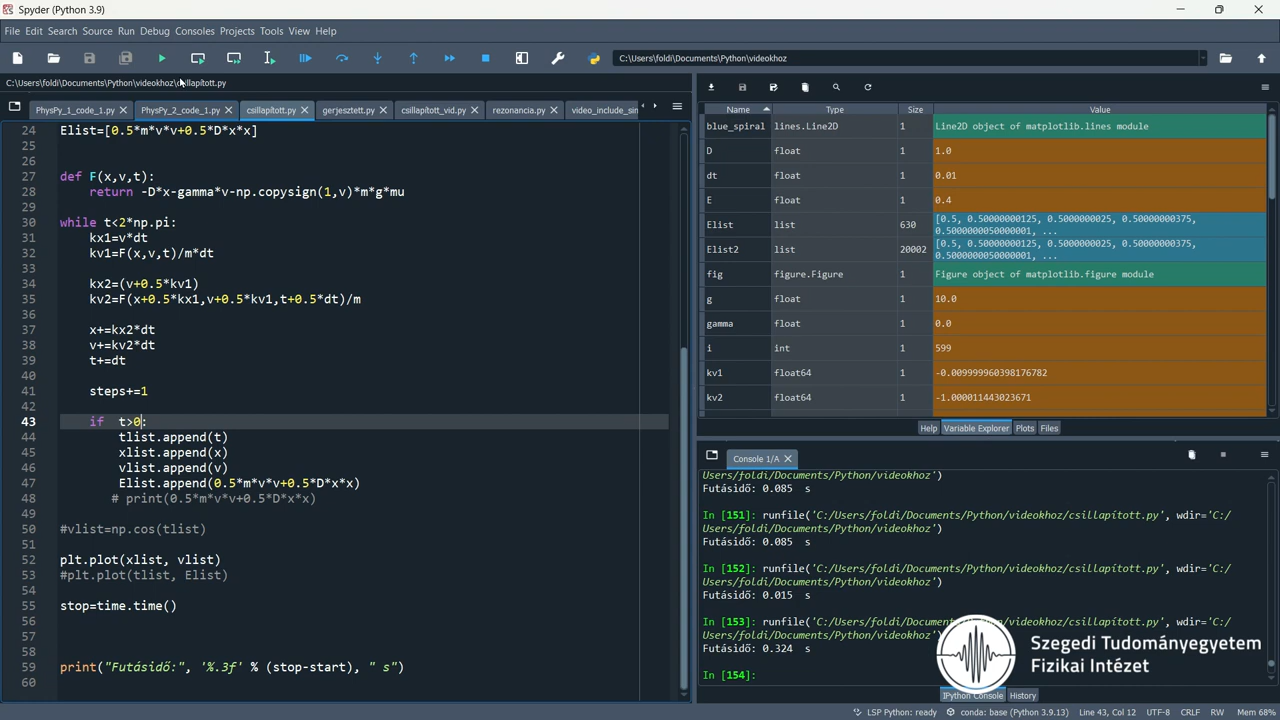 Spyder (Python 3.9)
File Edit Search Source Run Debug Consoles Projects Tools View Help
C:\Users\foldi\Documents\Python\videokhoz
C:\Users\foldi\Documents\Python\videokhoz\csillapított.py
PhysPy_1_code_1.py PhysPy_2_code_1.py csillapított.py gerjesztett.py csillapított_vid.py rezonancia.py video_include_sin
24 Elist=[0.5*m*v*v+0.5*D*x*x]
25
26
27 def F(x,v,t):
28 return -D*x-gamma*v-np.copysign(1,v)*m*g*mu
29
30 while t<2*np.pi:
31 kx1=v*dt
32 kv1=F(x,v,t)/m*dt
33
34 kx2=(v+0.5*kv1)
35 kv2=F(x+0.5*kx1,v+0.5*kv1,t+0.5*dt)/m
36
37 x+=kx2*dt
38 v+=kv2*dt
39 t+=dt
40
41 steps+=1
42
43 if t>0:
44 tlist.append(t)
45 xlist.append(x)
46 vlist.append(v)
47 Elist.append(0.5*m*v*v+0.5*D*x*x)
48 # print(0.5*m*v*v+0.5*D*x*x)
49
50 #vlist=np.cos(tlist)
51
52 plt.plot(xlist, vlist)
53 #plt.plot(tlist, Elist)
54
55 stop=time.time()
56
57
58
59 print("Futásidő:", '%.3f' % (stop-start), " s")
60
Name Type Size Value
blue_spiral lines.Line2D 1 Line2D object of matplotlib.lines module
D float 1 1.0
dt float 1 0.01
E float 1 0.4
Elist list 630 [0.5, 0.50000000125, 0.5000000025, 0.50000000375,
0.5000000050000001, ...
Elist2 list 20002 [0.5, 0.50000000125, 0.5000000025, 0.50000000375,
0.5000000050000001, ...
fig figure.Figure 1 Figure object of matplotlib.figure module
g float 1 10.0
gamma float 1 0.0
i int 1 599
kv1 float64 1 -0.009999960398176782
kv2 float64 1 -1.000011443023671
Help Variable Explorer Plots Files
Console 1/A
Users/foldi/Documents/Python/videokhoz')
Futásidő: 0.085 s
In [151]: runfile('C:/Users/foldi/Documents/Python/videokhoz/csillapított.py', wdir='C:/
Users/foldi/Documents/Python/videokhoz')
Futásidő: 0.085 s
In [152]: runfile('C:/Users/foldi/Documents/Python/videokhoz/csillapított.py', wdir='C:/
Users/foldi/Documents/Python/videokhoz')
Futásidő: 0.015 s
In [153]: runfile('C:/Users/foldi/Documents/Python/videokhoz/csillapított.py', wdir='C:/
Users/foldi/Documents/Python/videokhoz')
Futásidő: 0.324 s
In [154]:
Szegedi Tudományegyetem
Fizikai Intézet
IPython Console History
LSP Python: ready conda: base (Python 3.9.13) Line 43, Col 12 UTF-8 CRLF RW Mem 68%